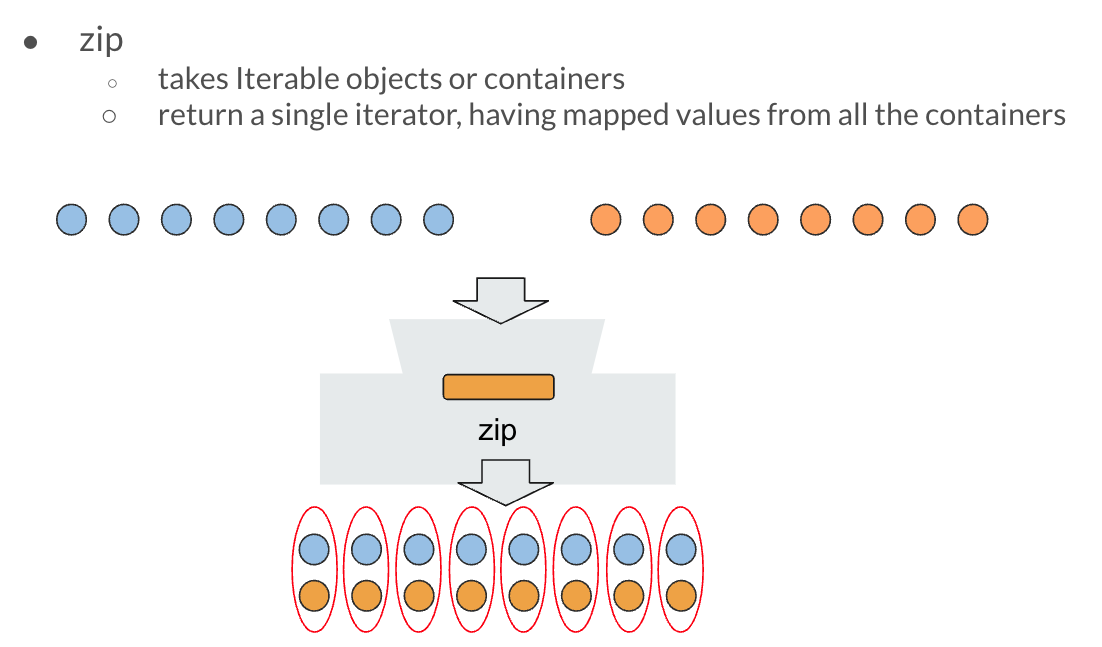 zip
takes Iterable objects or containers
return a single iterator, having mapped values from all the containers
zip